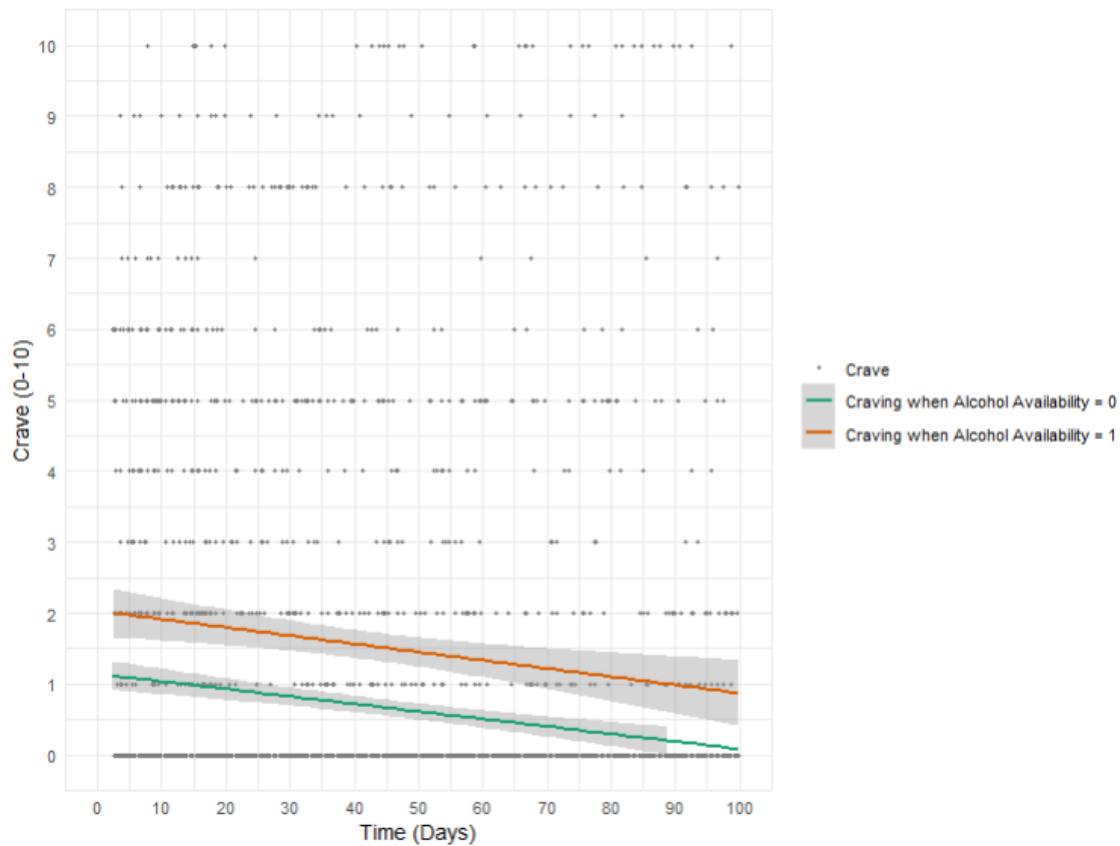 10
9
8
7
6
5
4
3
2
1
0
Crave (0-10)
0 10 20 30 40 50 60 70 80 90 100
Time (Days)
Crave
Craving when Alcohol Availability = 0
Craving when Alcohol Availability = 1